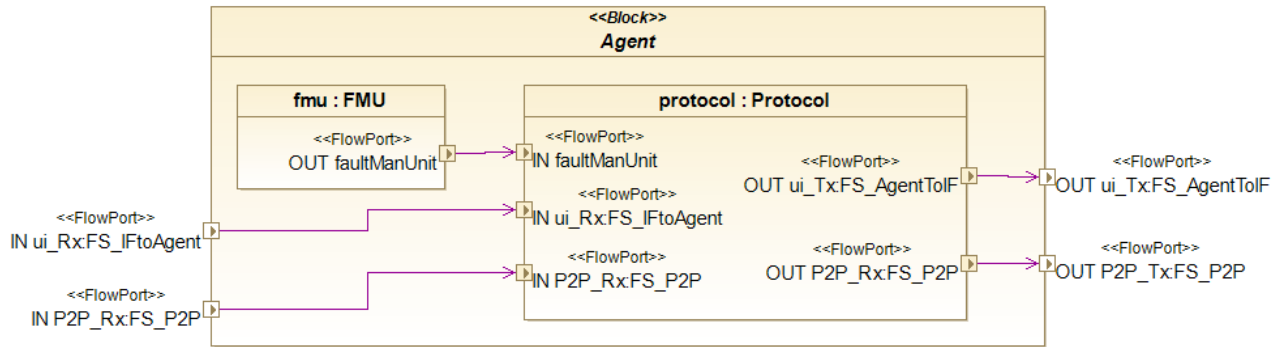 <<Block>>
Agent
fmu : FMU
<<FlowPort>>
OUT faultManUnit
protocol : Protocol
<<FlowPort>>
IN faultManUnit
<<FlowPort>>
OUT ui_Tx:FS_AgentToIF
<<FlowPort>>
OUT ui_Tx:FS_AgentToIF
<<FlowPort>>
IN ui_Rx:FS_IFtoAgent
<<FlowPort>>
IN ui_Rx:FS_IFtoAgent
<<FlowPort>>
IN P2P_Rx:FS_P2P
<<FlowPort>>
OUT P2P_Rx:FS_P2P
<<FlowPort>>
OUT P2P_Tx:FS_P2P
<<FlowPort>>
IN P2P_Rx:FS_P2P